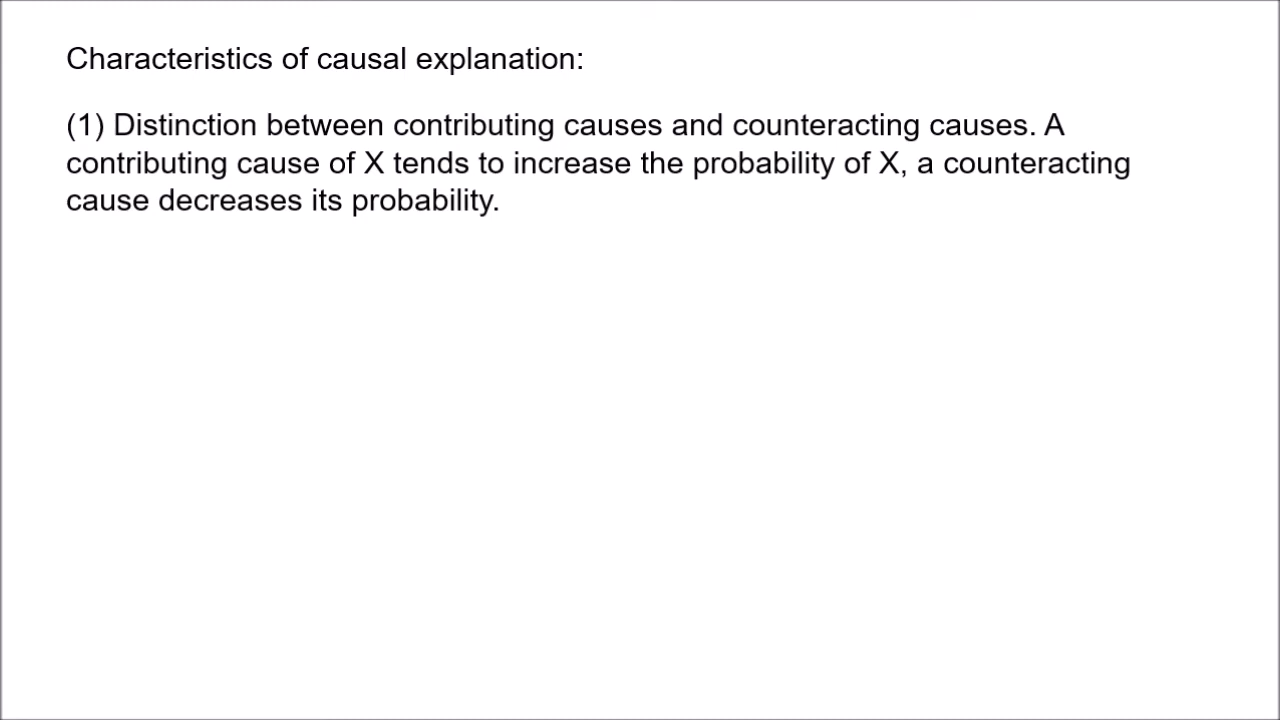 Characteristics of causal explanation:
(1) Distinction between contributing causes and counteracting causes. A
contributing cause of X tends to increase the probability of X, a counteracting
cause decreases its probability.